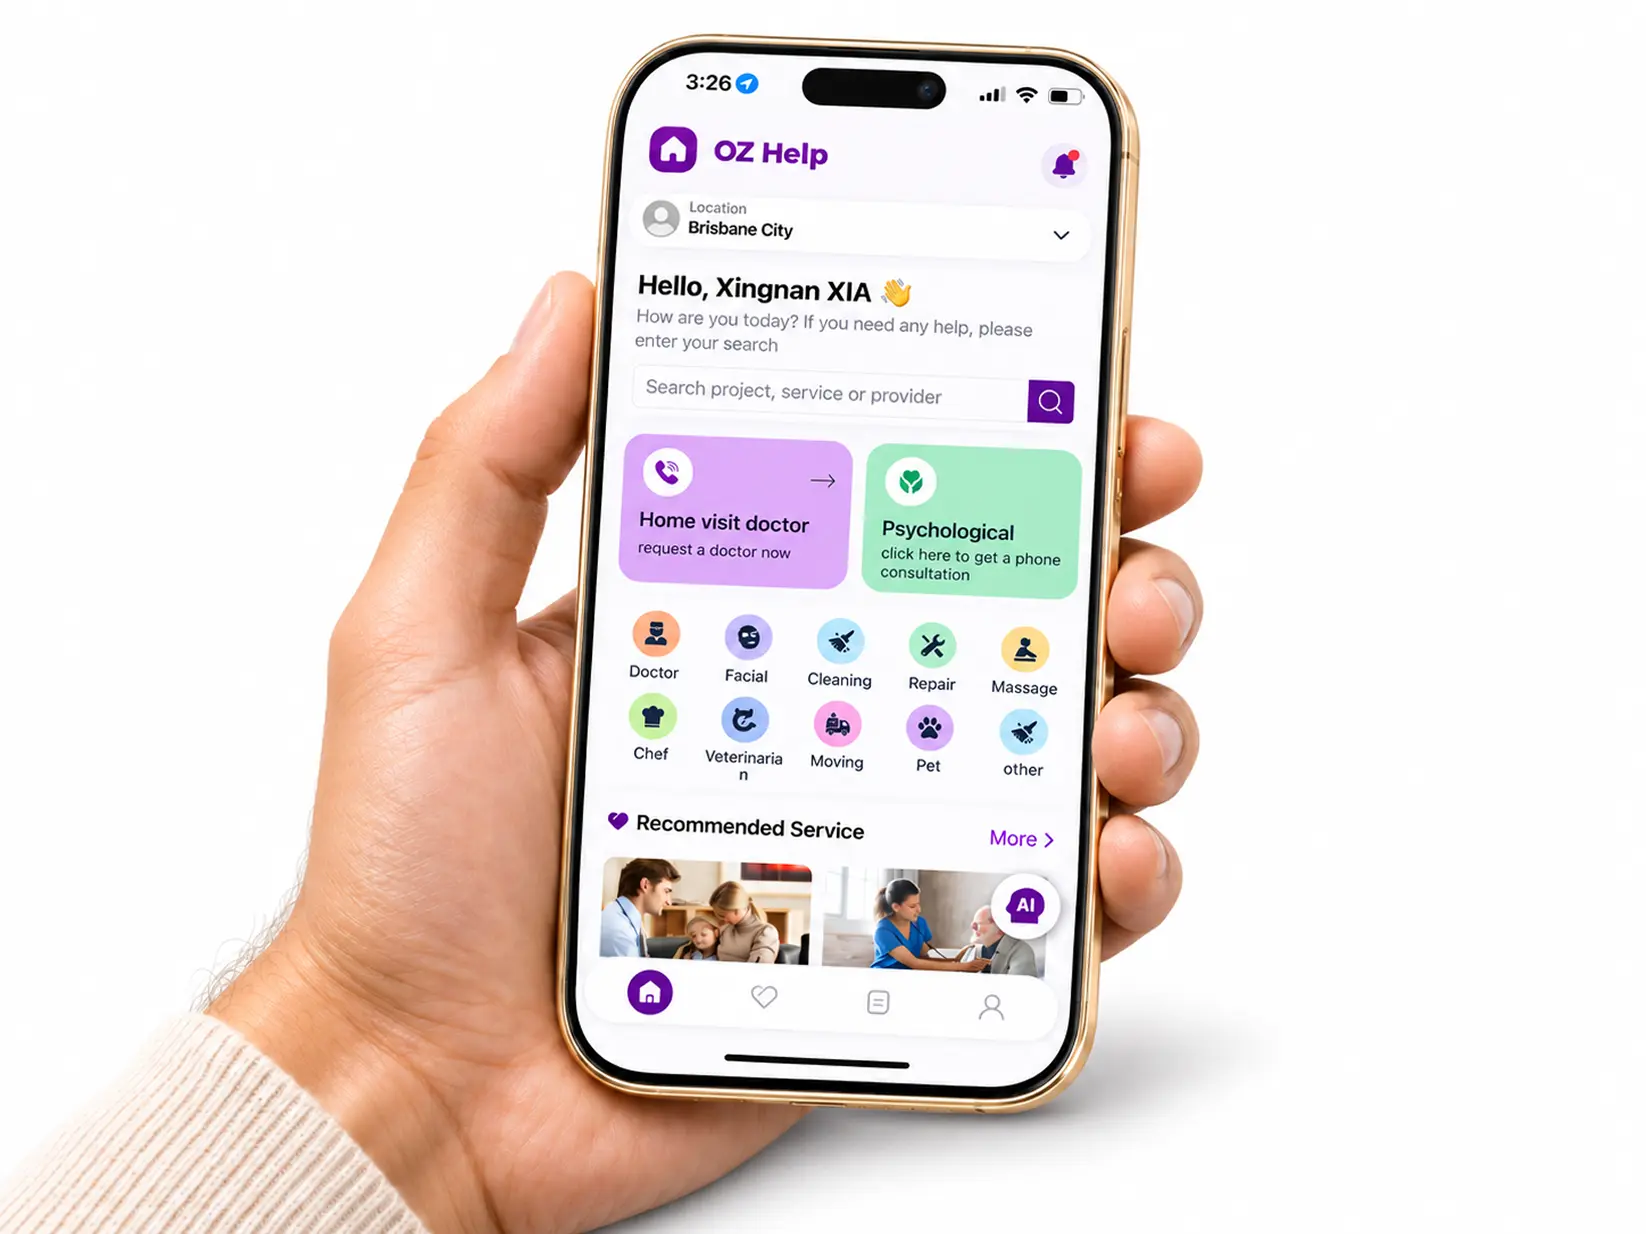 3:26
OZ Help
Location
Brisbane City
Hello, Xingnan XIA 👋
How are you today? If you need any help, please
enter your search
Search project, service or provider
Home visit doctor
request a doctor now
Psychological
click here to get a phone
consultation
Doctor
Facial
Cleaning
Repair
Massage
Chef
Veterinaria
n
Moving
Pet
other
Recommended Service
More
AI